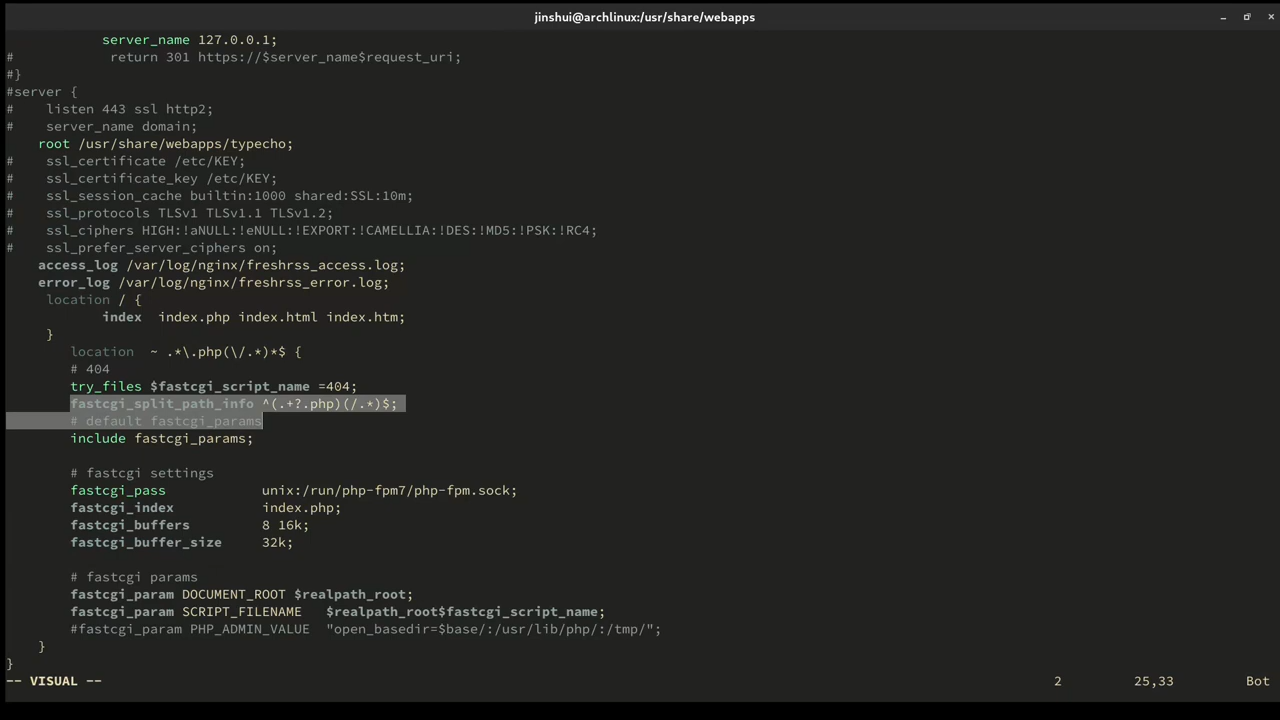 jinshui@archlinux:/usr/share/webapps
server_name 127.0.0.1;
# return 301 https://$server_name$request_uri;
#}
#server {
# listen 443 ssl http2;
# server_name domain;
root /usr/share/webapps/typecho;
# ssl_certificate /etc/KEY;
# ssl_certificate_key /etc/KEY;
# ssl_session_cache builtin:1000 shared:SSL:10m;
# ssl_protocols TLSv1 TLSv1.1 TLSv1.2;
# ssl_ciphers HIGH:!aNULL:!eNULL:!EXPORT:!CAMELLIA:!DES:!MD5:!PSK:!RC4;
# ssl_prefer_server_ciphers on;
access_log /var/log/nginx/freshrss_access.log;
error_log /var/log/nginx/freshrss_error.log;
location / {
index index.php index.html index.htm;
}
location ~ .*\.php(\/.*)*$ {
# 404
try_files $fastcgi_script_name =404;
fastcgi_split_path_info ^(.+?.php)(/.*)$;
# default fastcgi_params
include fastcgi_params;
# fastcgi settings
fastcgi_pass unix:/run/php-fpm7/php-fpm.sock;
fastcgi_index index.php;
fastcgi_buffers 8 16k;
fastcgi_buffer_size 32k;
# fastcgi params
fastcgi_param DOCUMENT_ROOT $realpath_root;
fastcgi_param SCRIPT_FILENAME $realpath_root$fastcgi_script_name;
#fastcgi_param PHP_ADMIN_VALUE "open_basedir=$base/:/usr/lib/php/:/tmp/";
}
}
-- VISUAL -- 2 25,33 Bot